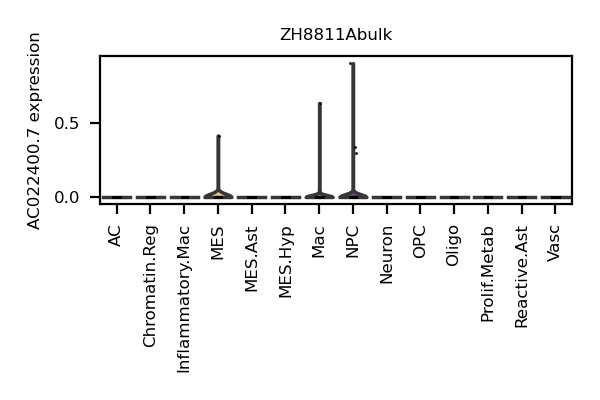 ZH8811Abulk
AC022400.7 expression
0.5
0.0
AC
Chromatin.Reg
Inflammatory.Mac
MES
MES.Ast
MES.Hyp
Mac
NPC
Neuron
OPC
Oligo
Prolif.Metab
Reactive.Ast
Vasc